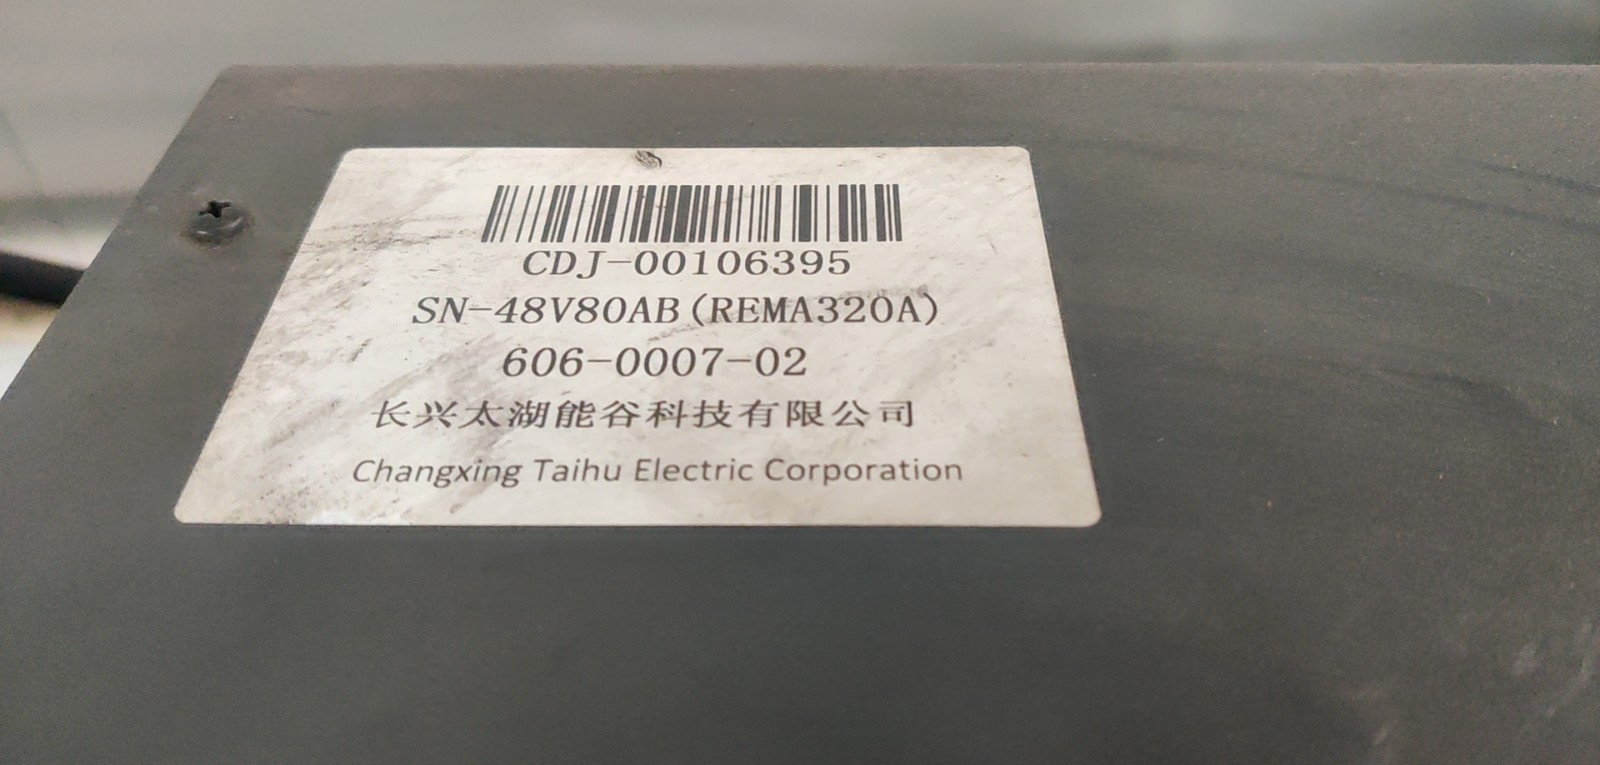 CDJ-00106395
SN-48V80AB(REMA320A)
606-0007-02
长兴太湖能谷科技有限公司
Changxing Taihu Electric Corporation